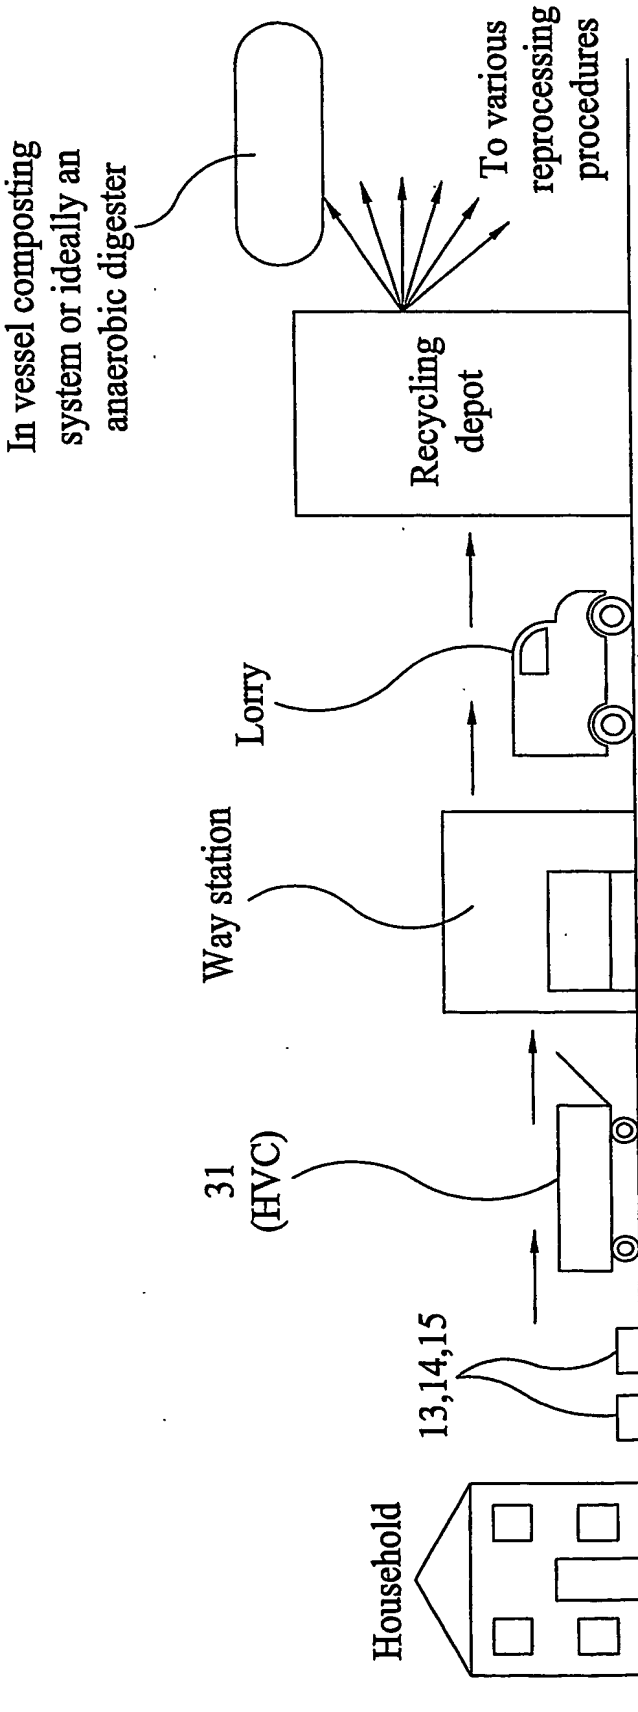 Household
13,14,15
31
(HVC)
Way station
Lorry
Recycling
depot
In vessel composting
system or ideally an
anaerobic digester
To various
reprocessing
procedures